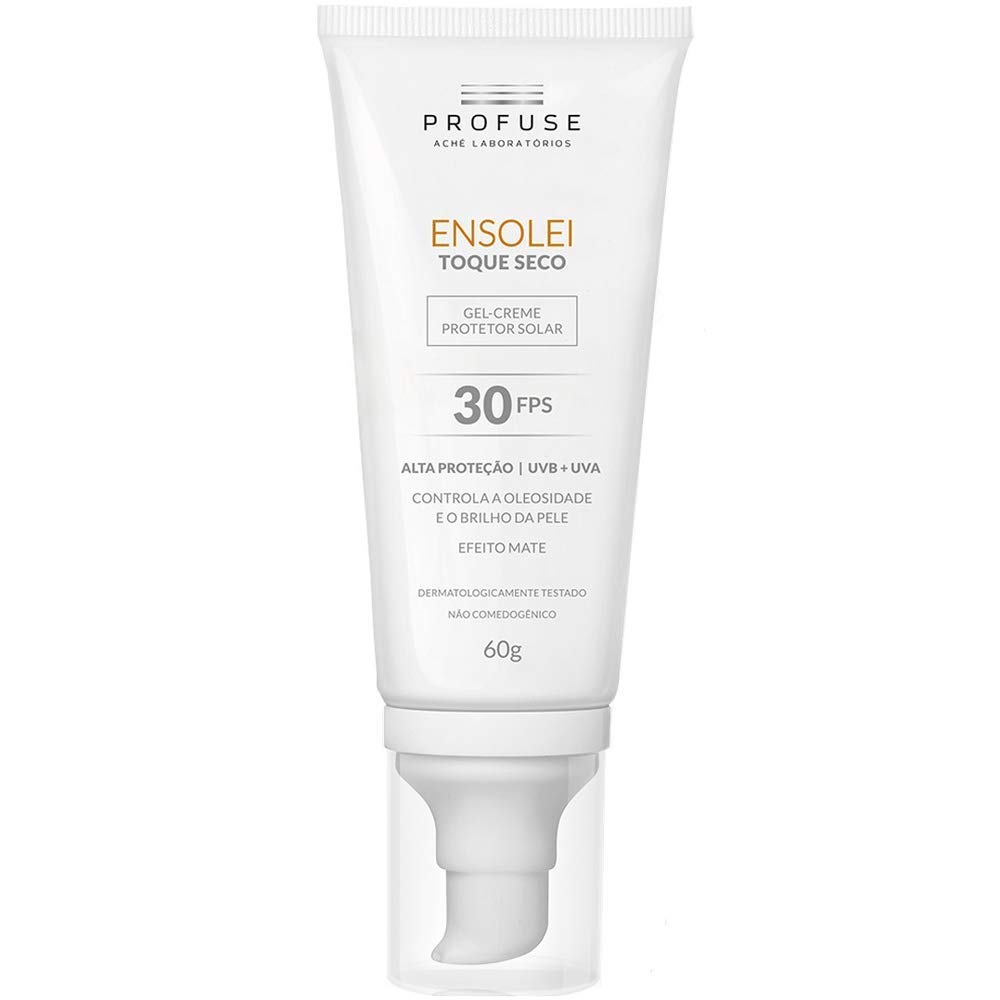 PROFUSE
ACHÉ LABORATÓRIOS
ENSOLEI
TOQUE SECO
GEL-CREME
PROTETOR SOLAR
30 FPS
ALTA PROTEÇÃO | UVB + UVA
CONTROLA A OLEOSIDADE
E O BRILHO DA PELE
EFEITO MATE
DERMATOLOGICAMENTE TESTADO
NÃO COMEDOGÊNICO
60g